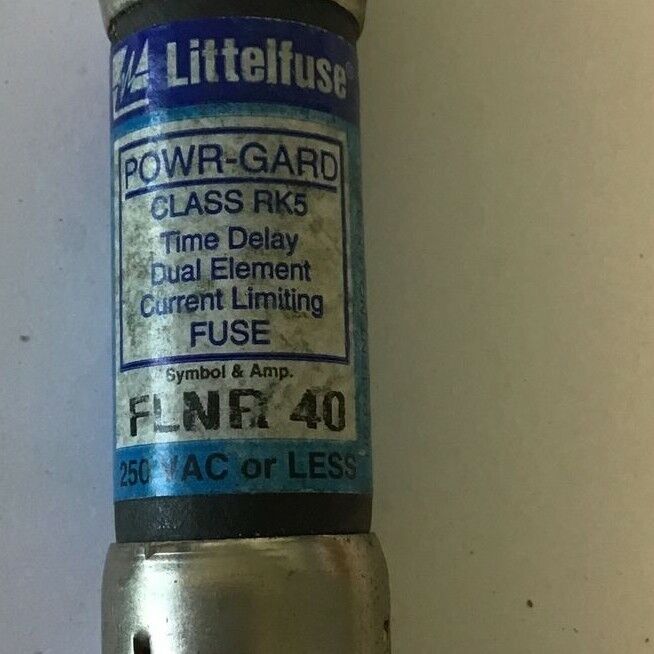 Littelfuse®
POWR-GARD
CLASS RK5
Time Delay
Dual Element
Current Limiting
FUSE
Symbol & Amp.
FLNR 40
250 VAC or LESS